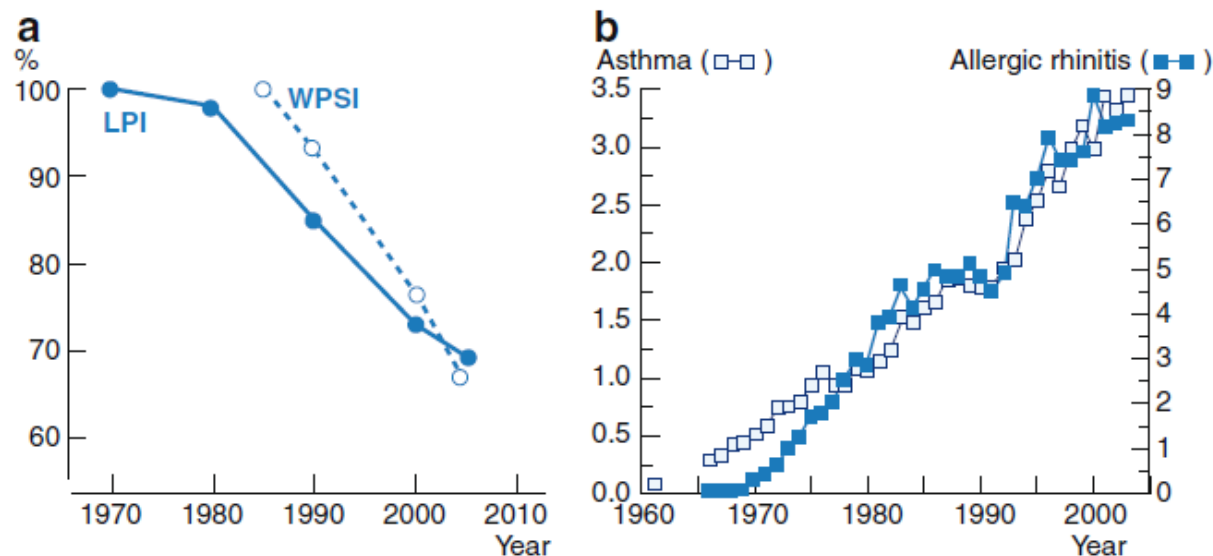 a
%
100
90
80
70
60
LPI
WPSI
1970 1980 1990 2000 2010
Year
b
Asthma ( )
Allergic rhinitis ( )
3.5
3.0
2.5
2.0
1.5
1.0
0.5
0.0
9
8
7
6
5
4
3
2
1
0
1960 1970 1980 1990 2000
Year